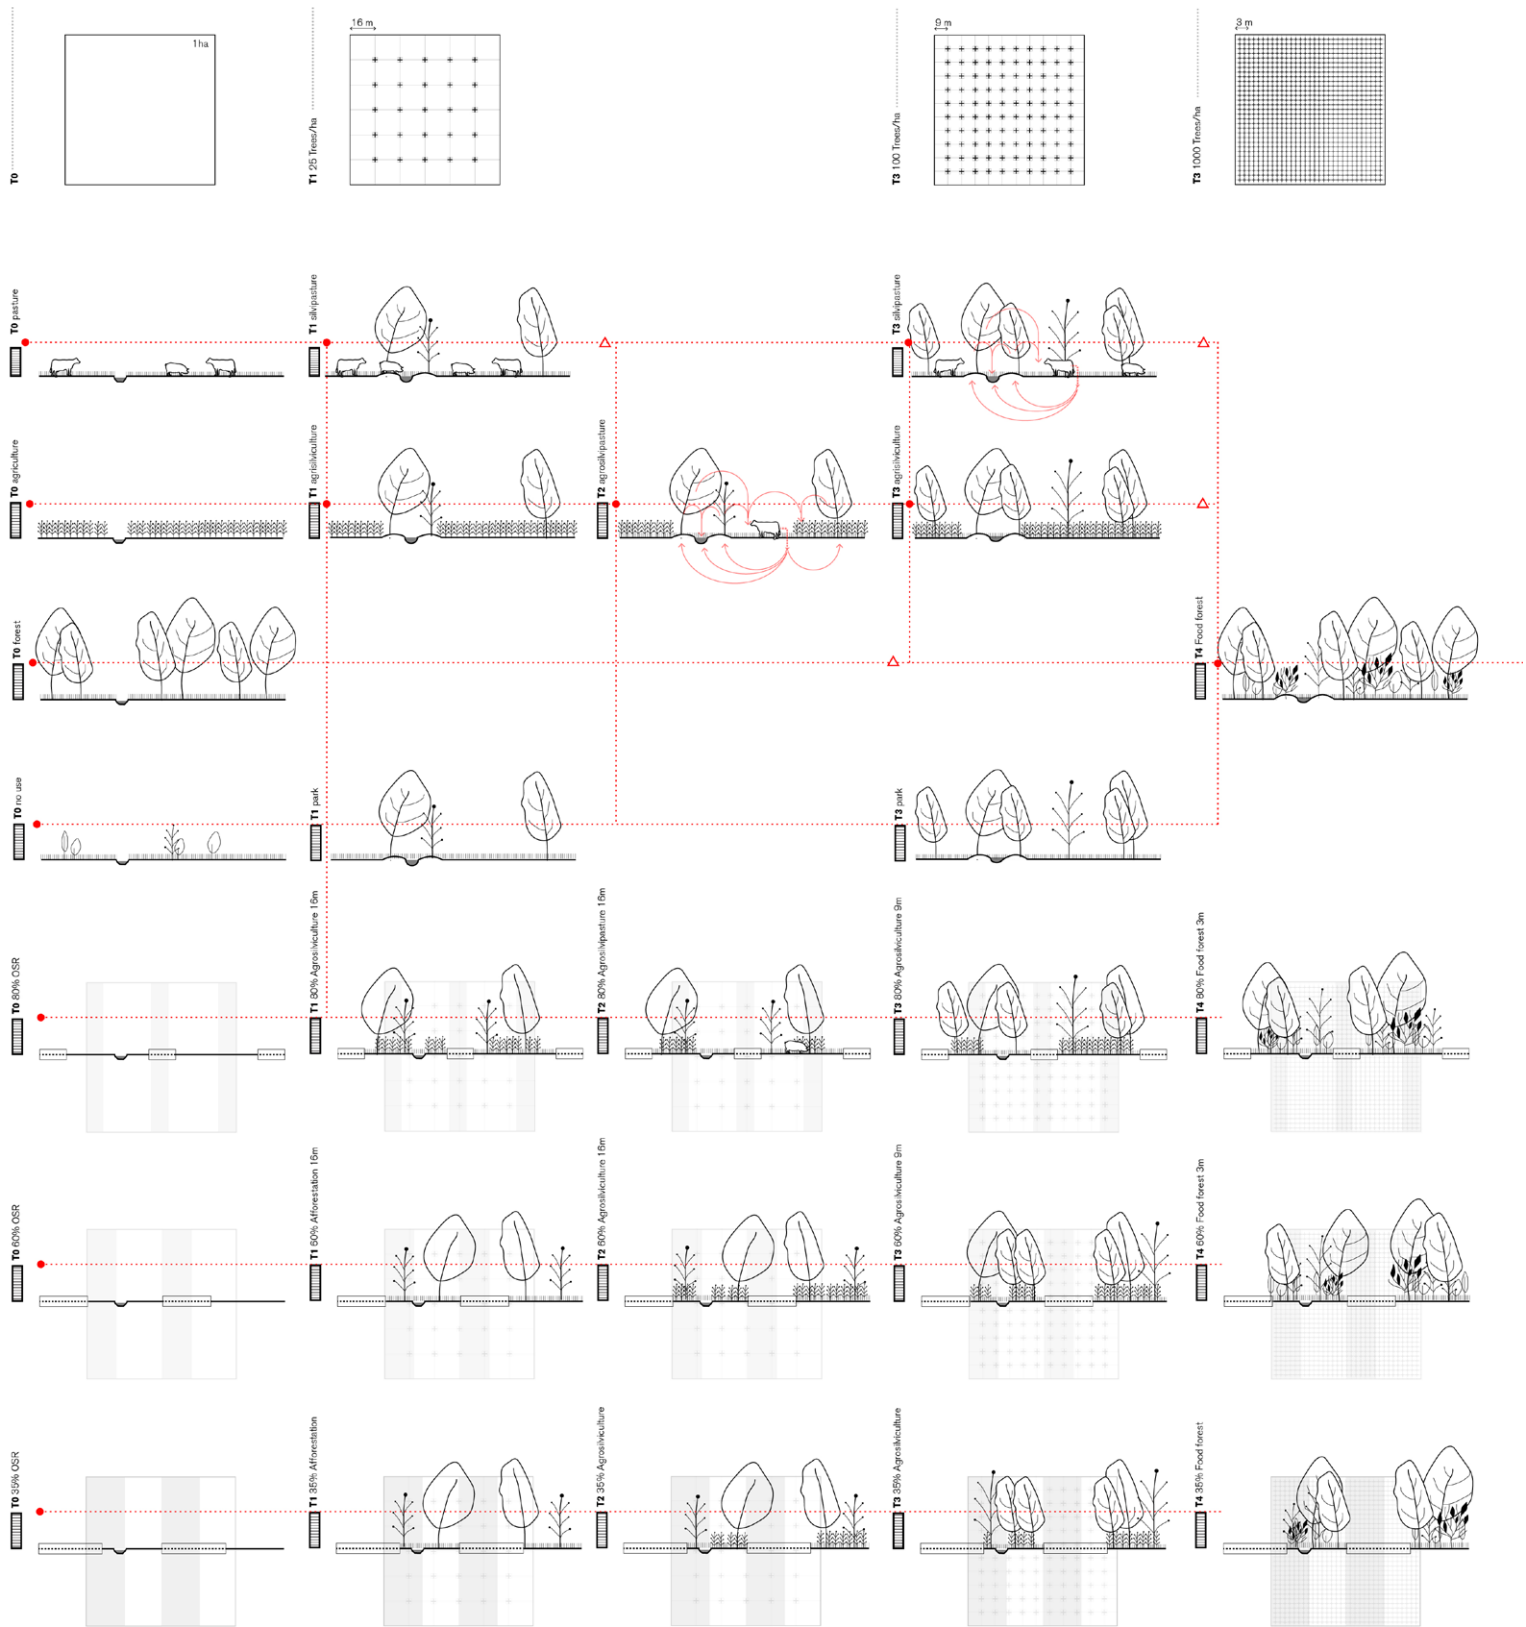 T0
1 ha
T1 25 Trees/ha
16 m
T3 100 Trees/ha
9 m
T3 1000 Trees/ha
3 m
T0 pasture
T1 silvipasture
T3 silvipasture
T0 agriculture
T1 agrisilviculture
T2 agrosilvipasture
T3 agrisilviculture
T0 forest
T4 Food forest
T0 no use
T1 park
T3 park
T0 80% OSR
T1 80% Agrosilviculture 16m
T2 80% Agrosilvipasture 16m
T3 80% Agrosilviculture 9m
T4 80% Food forest 3m
T0 60% OSR
T1 60% Afforestation 16m
T2 60% Agrosilviculture 16m
T3 60% Agrosilviculture 9m
T4 60% Food forest 3m
T0 35% OSR
T1 35% Afforestation
T2 35% Agrosilviculture
T3 35% Agrosilviculture
T4 35% Food forest